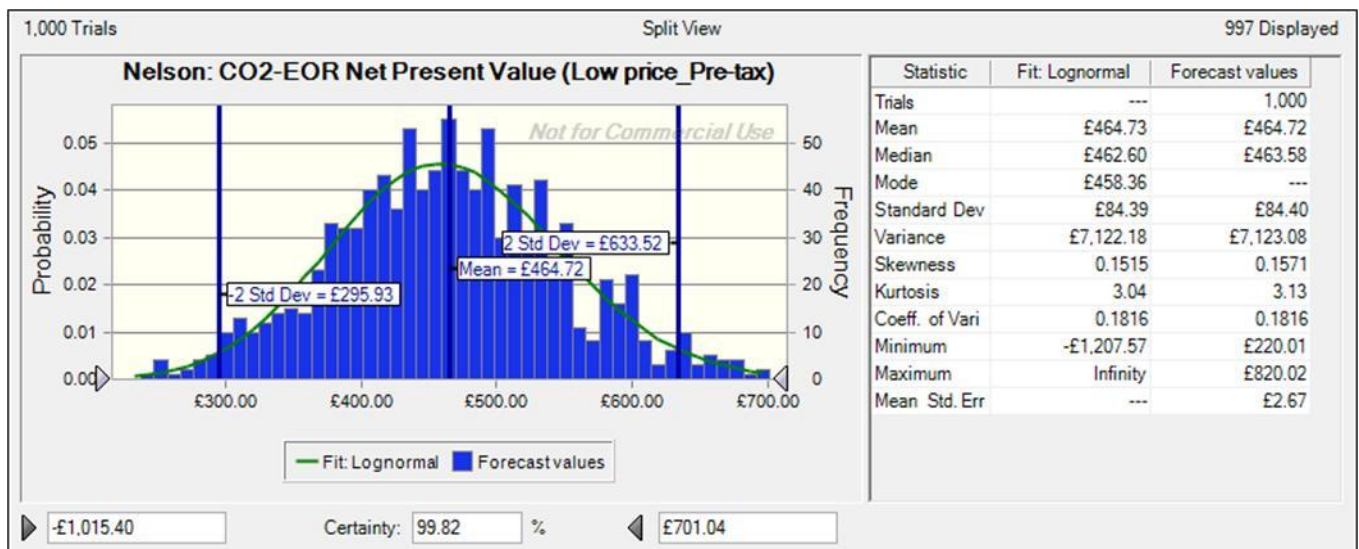 1,000 Trials Split View 997 Displayed
Nelson: CO2-EOR Net Present Value (Low price_Pre-tax)
Not for Commercial Use
Probability
0.05
0.04
0.03
0.02
0.01
0.00
Frequency
50
40
30
20
10
0
2 Std Dev = £633.52
Mean = £464.72
-2 Std Dev = £295.93
£300.00 £400.00 £500.00 £600.00 £700.00
Fit: Lognormal Forecast values
Statistic Fit: Lognormal Forecast values
Trials --- 1,000
Mean £464.73 £464.72
Median £462.60 £463.58
Mode £458.36 ---
Standard Dev £84.39 £84.40
Variance £7,122.18 £7,123.08
Skewness 0.1515 0.1571
Kurtosis 3.04 3.13
Coeff. of Vari 0.1816 0.1816
Minimum -£1,207.57 £220.01
Maximum Infinity £820.02
Mean Std. Err --- £2.67
-£1,015.40 Certainty: 99.82 % £701.04